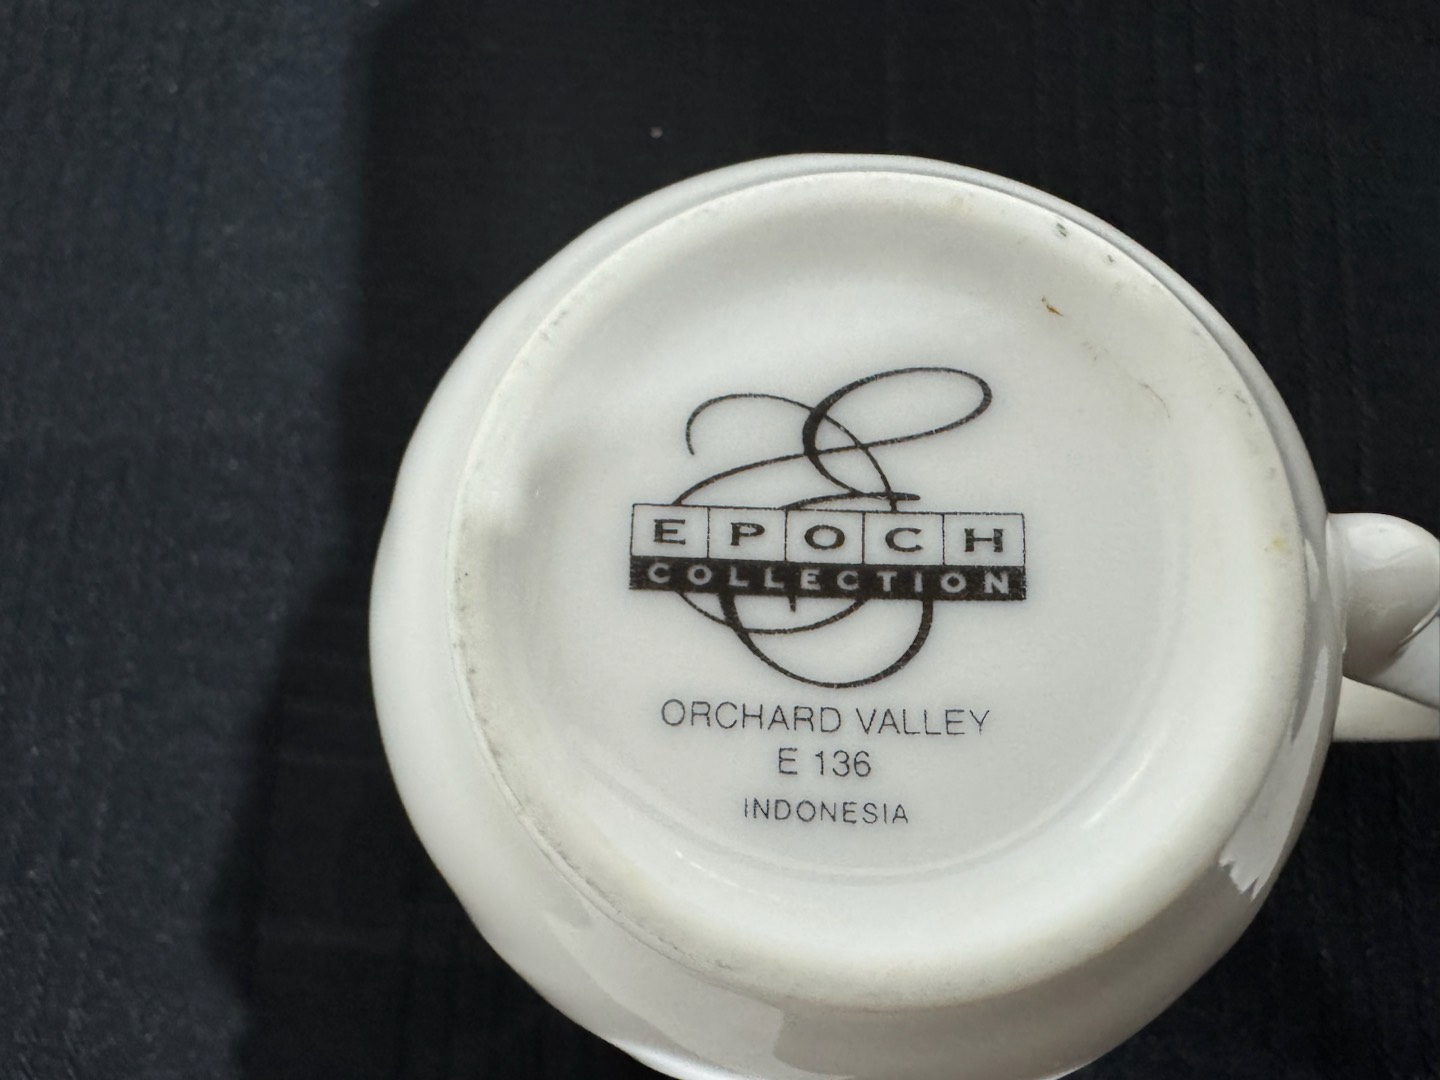 EPOCH
COLLECTION
ORCHARD VALLEY
E 136
INDONESIA